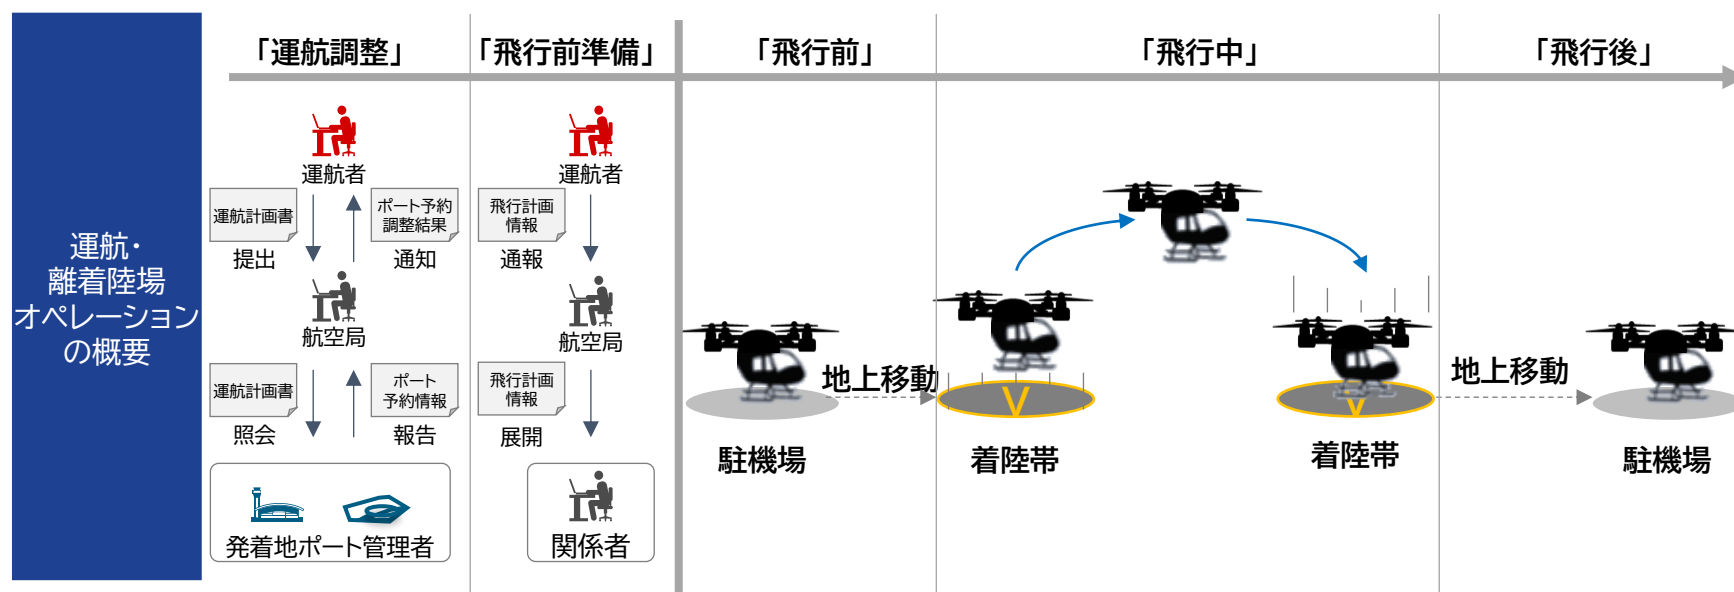 運航・
離着陸場
オペレーション
の概要
「運航調整」
「飛行前準備」
「飛行前」
「飛行中」
「飛行後」
運航者
運航計画書
提出
ポート予約
調整結果
通知
航空局
運航計画書
照会
ポート
予約情報
報告
発着地ポート管理者
運航者
飛行計画
情報
通報
航空局
飛行計画
情報
展開
関係者
地上移動
駐機場
V
着陸帯
V
着陸帯
地上移動
駐機場